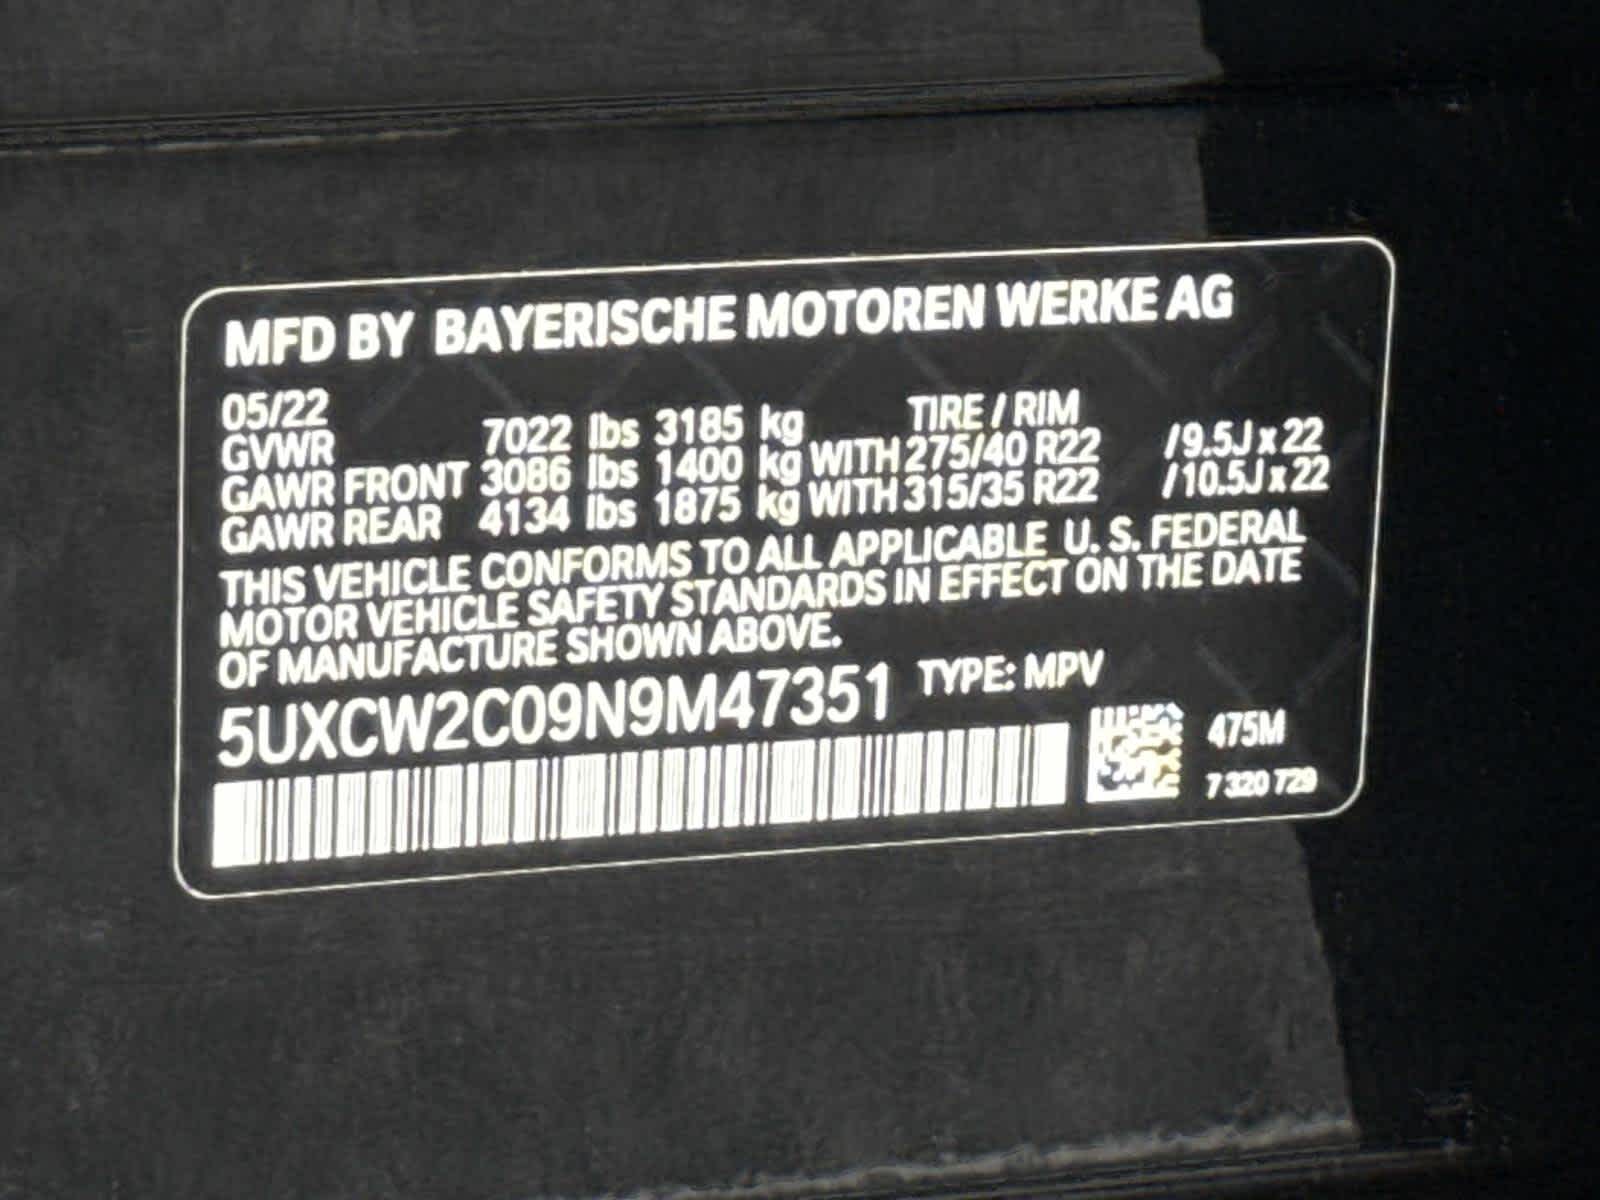 MFD BY BAYERISCHE MOTOREN WERKE AG
05/22 TIRE / RIM
GVWR 7022 lbs 3185 kg
GAWR FRONT 3086 lbs 1400 kg WITH 275/40 R22 / 9.5J x 22
GAWR REAR 4134 lbs 1875 kg WITH 315/35 R22 / 10.5J x 22
THIS VEHICLE CONFORMS TO ALL APPLICABLE U. S. FEDERAL
MOTOR VEHICLE SAFETY STANDARDS IN EFFECT ON THE DATE
OF MANUFACTURE SHOWN ABOVE.
5UXCW2C09N9M47351 TYPE: MPV
475M
7 320 729